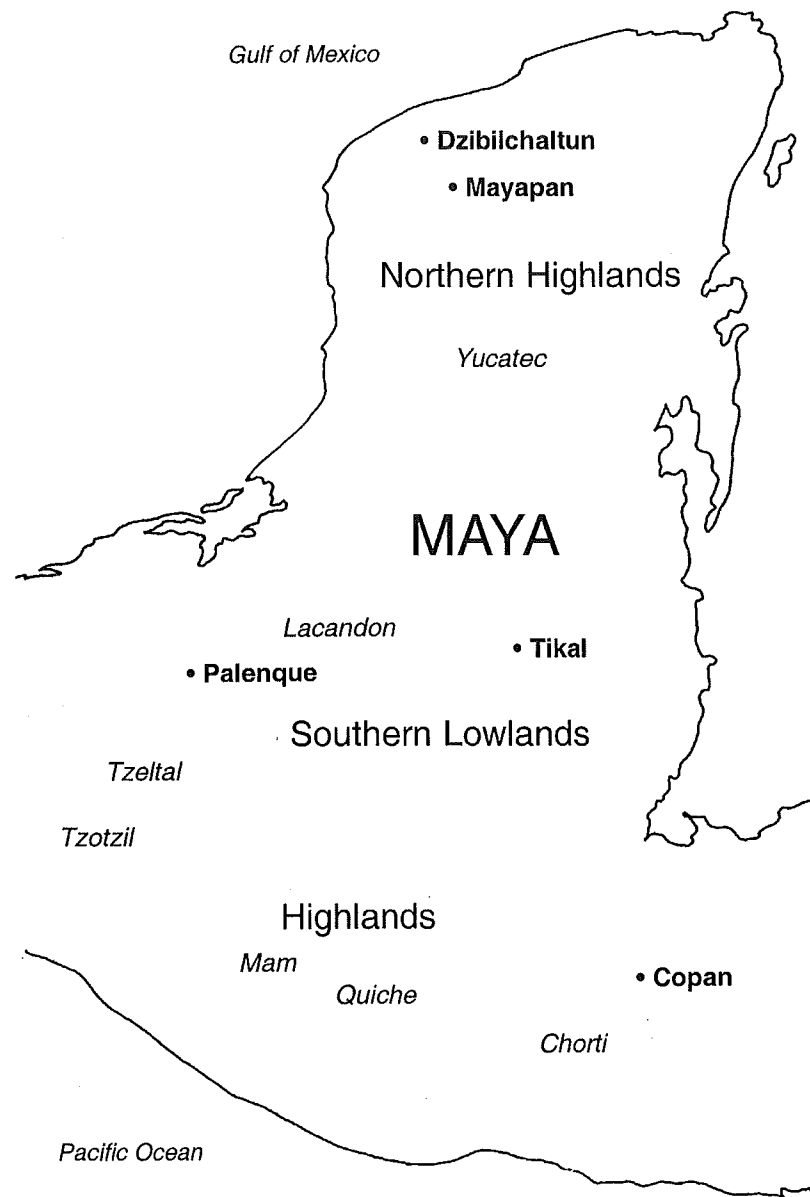 Gulf of Mexico
• Dzibilchaltun
• Mayapan
Northern Highlands
Yucatec
MAYA
Lacandon
• Tikal
• Palenque
Southern Lowlands
Tzeltal
Tzotzil
Highlands
Mam
• Copan
Quiche
Chorti
Pacific Ocean